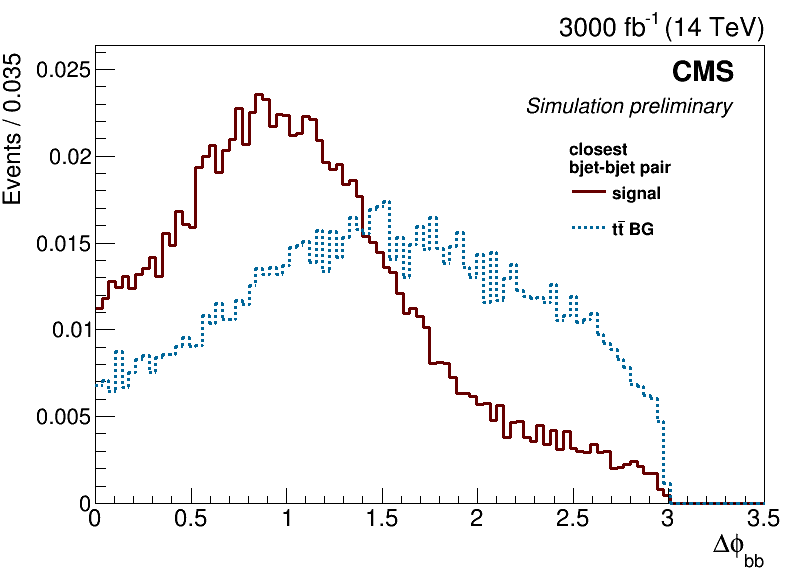 3000 fb⁻¹ (14 TeV)
Events / 0.035
CMS
Simulation preliminary
closest
bjet-bjet pair
signal
tt̄ BG
0.025
0.02
0.015
0.01
0.005
0
0 0.5 1 1.5 2 2.5 3 3.5
Δϕbb